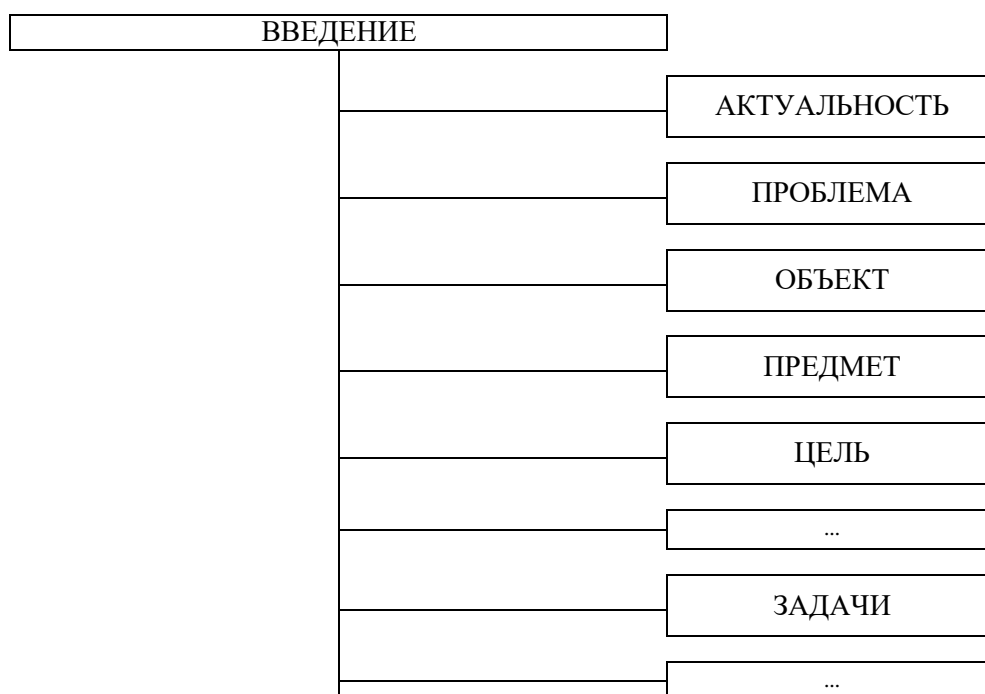 ВВЕДЕНИЕ
АКТУАЛЬНОСТЬ
ПРОБЛЕМА
ОБЪЕКТ
ПРЕДМЕТ
ЦЕЛЬ
...
ЗАДАЧИ
...